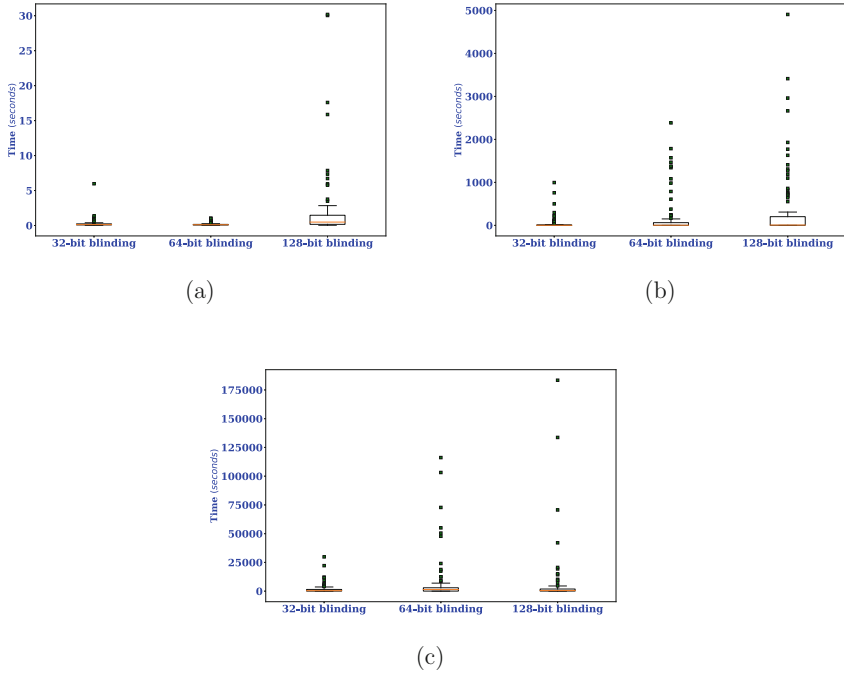 30
25
20
15
10
5
0
Time (seconds)
32-bit blinding 64-bit blinding 128-bit blinding
(a)
5000
4000
3000
2000
1000
0
Time (seconds)
32-bit blinding 64-bit blinding 128-bit blinding
(b)
175000
150000
125000
100000
75000
50000
25000
0
Time (seconds)
32-bit blinding 64-bit blinding 128-bit blinding
(c)